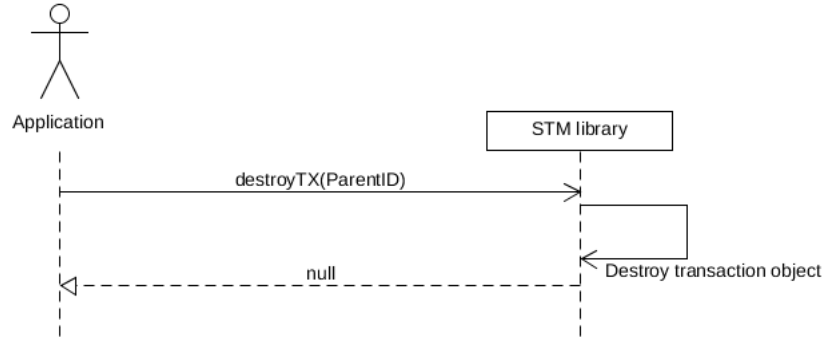 Application
STM library
destroyTX(ParentID)
Destroy transaction object
null